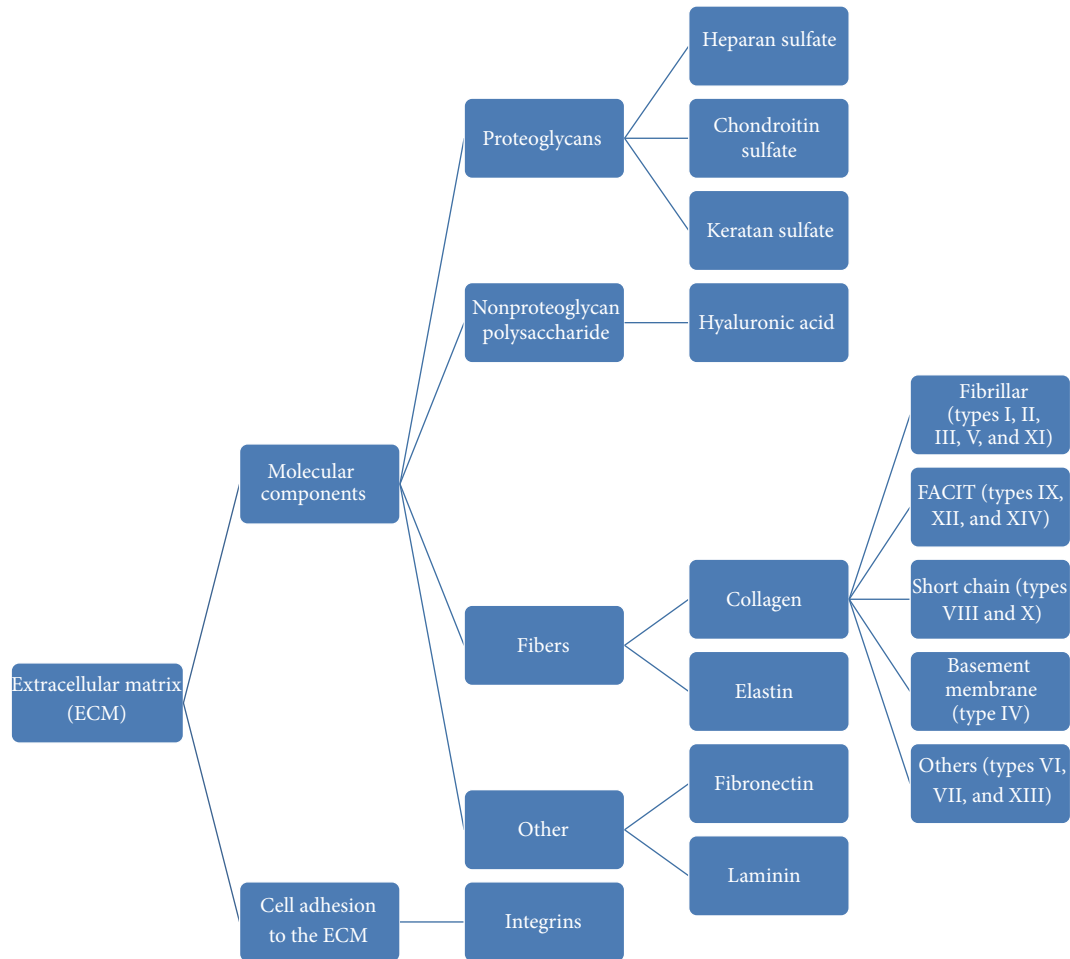 Heparan sulfate
Chondroitin
sulfate
Proteoglycans
Keratan sulfate
Nonproteoglycan
polysaccharide
Hyaluronic acid
Fibrillar
(types I, II,
III, V, and XI)
Molecular
components
FACIT (types IX,
XII, and XIV)
Collagen
Short chain (types
VIII and X)
Fibers
Extracellular matrix
(ECM)
Elastin
Basement
membrane
(type IV)
Fibronectin
Others (types VI,
VII, and XIII)
Other
Laminin
Cell adhesion
to the ECM
Integrins